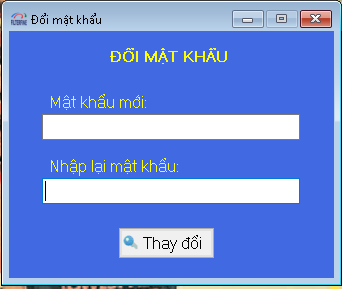 Đổi mật khẩu
ĐỔI MẬT KHẨU
Mật khẩu mới:
Nhập lại mật khẩu:
Thay đổi